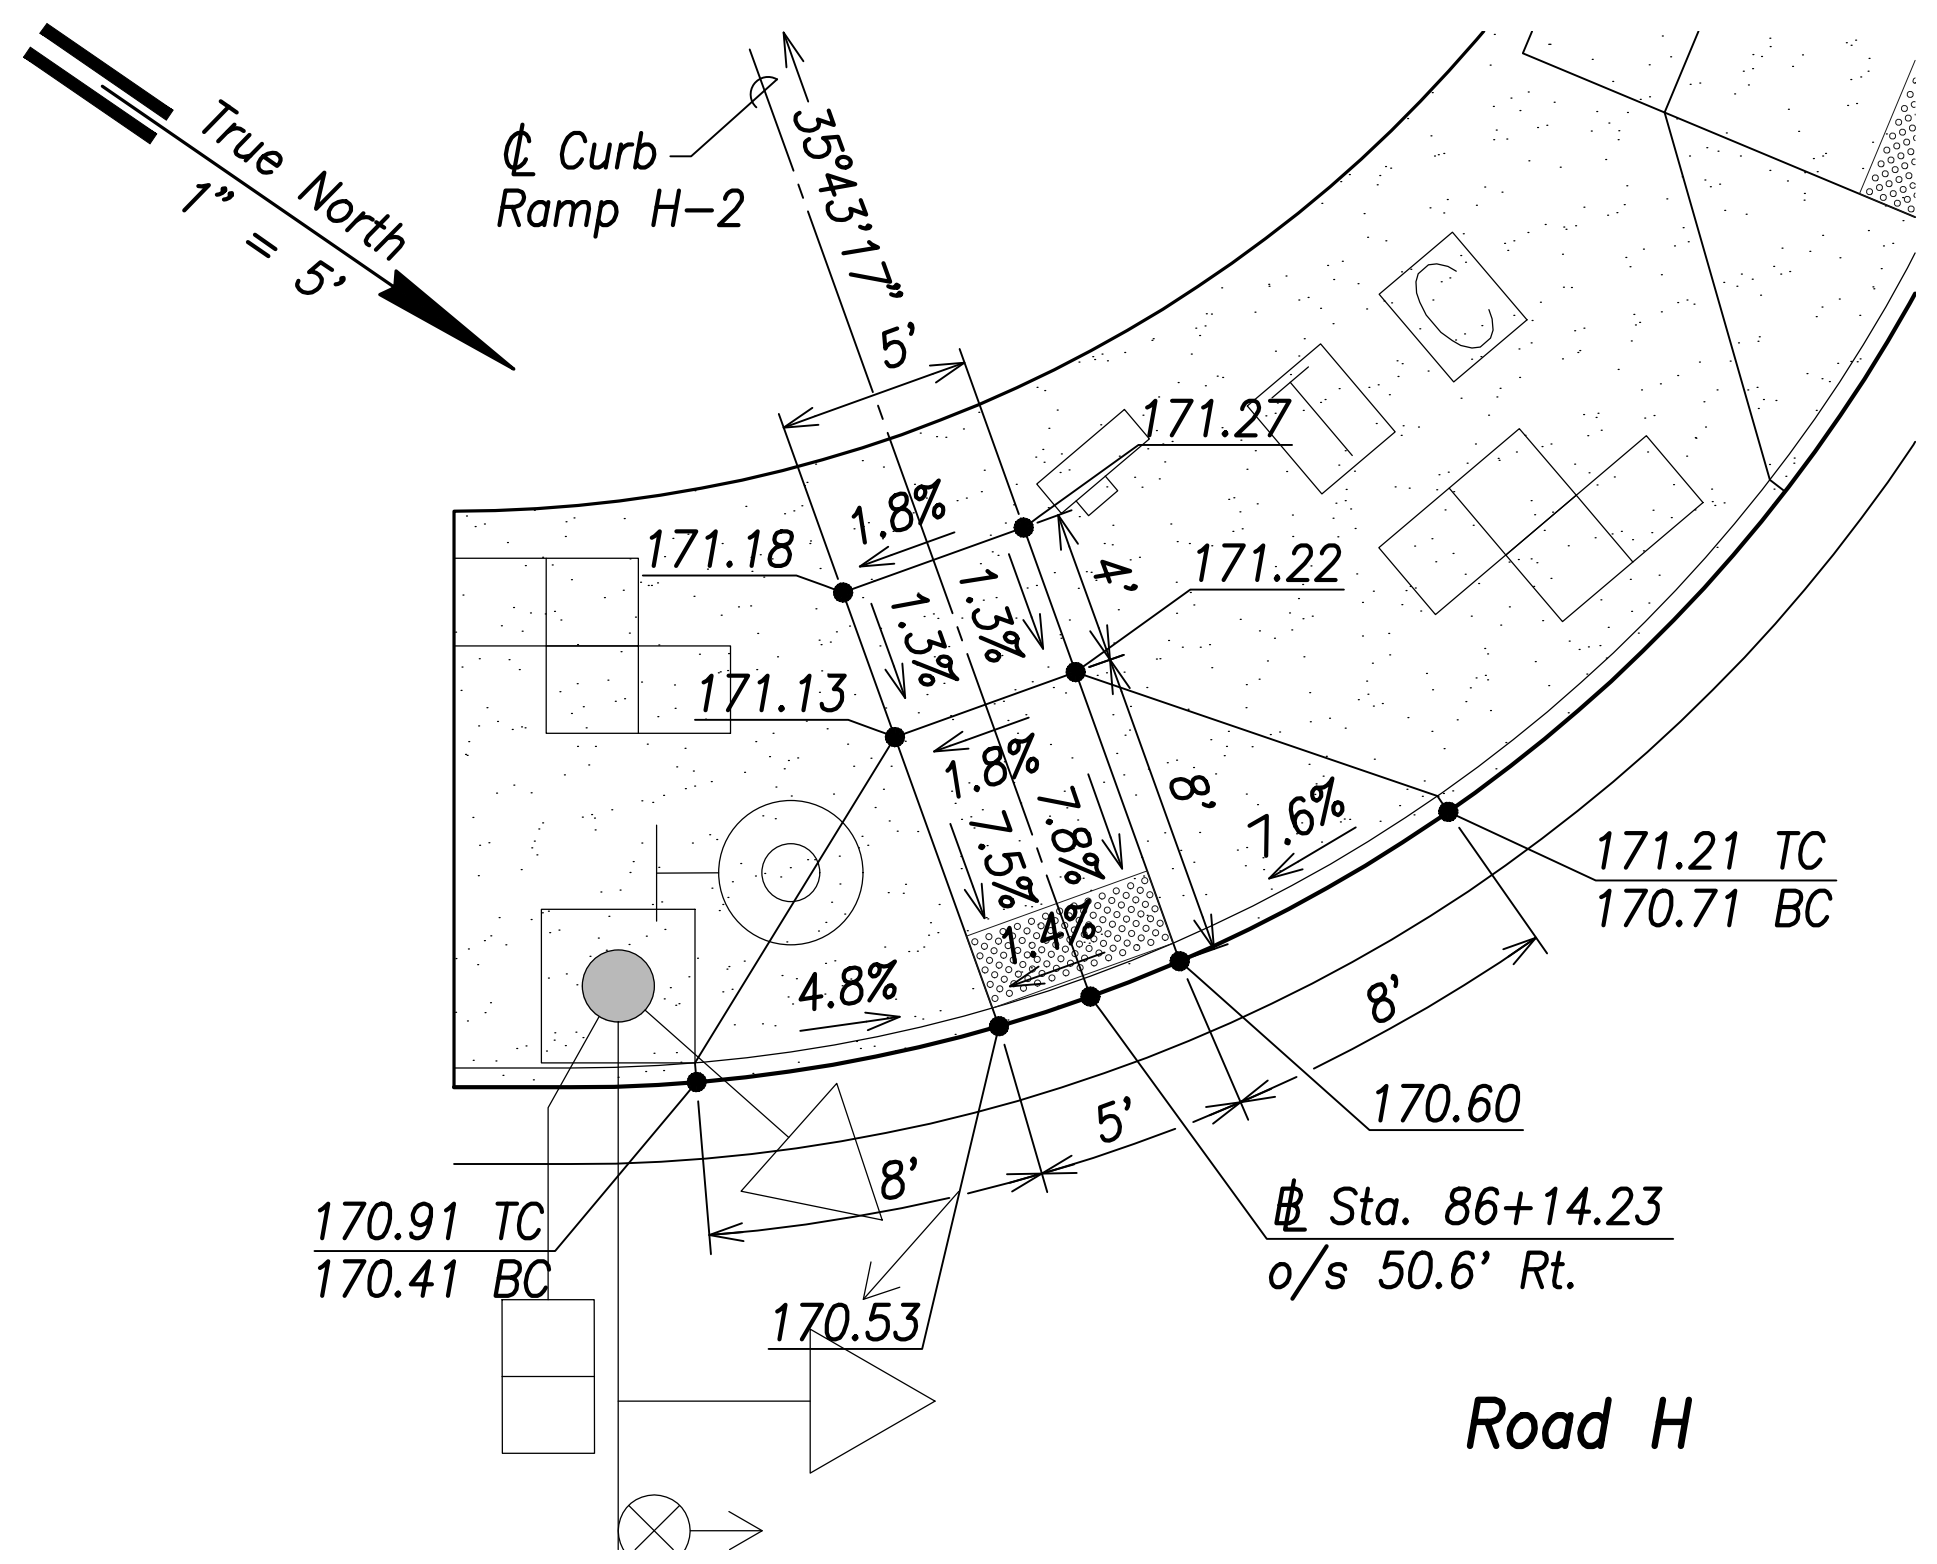 True North
1” = 5’
℄ Curb
Ramp H-2
35°43’17”
5’
C
T
171.27
1.8%
171.18
4’
171.22
1.3%
1.3%
171.13
1.8%
8’
7.8%
7.5%
7.6%
171.21 TC
170.71 BC
1.4%
4.8%
8’
5’
170.60
8’
170.91 TC
170.41 BC
B Sta. 86+14.23
o/s 50.6’ Rt.
170.53
Road H